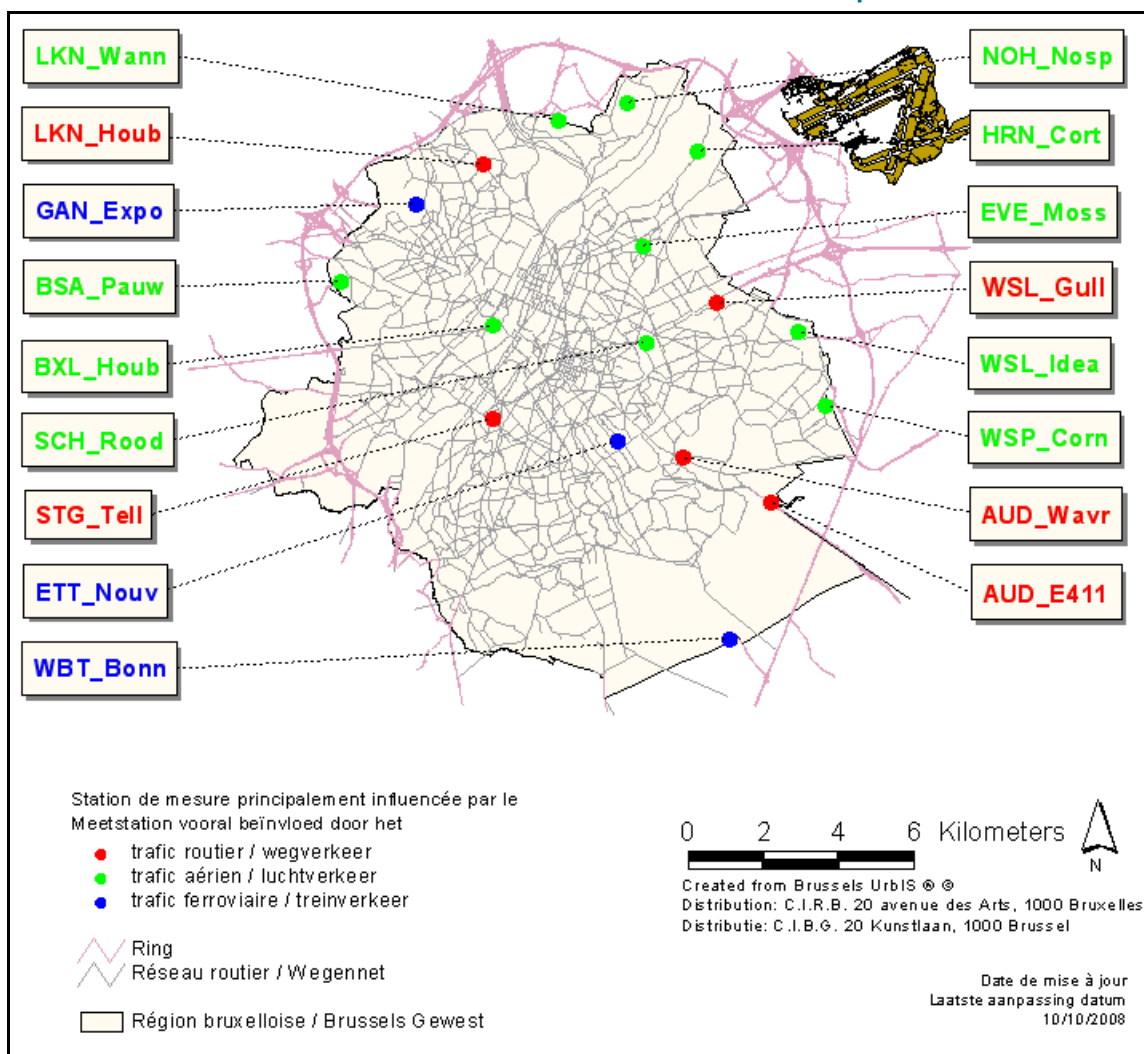 LKN_Wann
LKN_Houb
GAN_Expo
BSA_Pauw
BXL_Houb
SCH_Rood
STG_Tell
ETT_Nouv
WBT_Bonn
NOH_Nosp
HRN_Cort
EVE_Moss
WSL_Gull
WSL_Idea
WSP_Corn
AUD_Wavr
AUD_E411
Station de mesure principalement influencée par le
Meetstation vooral beïnvloed door het
trafic routier / wegverkeer
trafic aérien / luchtverkeer
trafic ferroviaire / treinverkeer
Ring
Réseau routier / Wegennet
Région bruxelloise / Brussels Gewest
0 2 4 6 Kilometers
N
Created from Brussels UrbIS ® ©
Distribution: C.I.R.B. 20 avenue des Arts, 1000 Bruxelles
Distributie: C.I.B.G. 20 Kunstlaan, 1000 Brussel
Date de mise à jour
Laatste aanpassing datum
10/10/2008